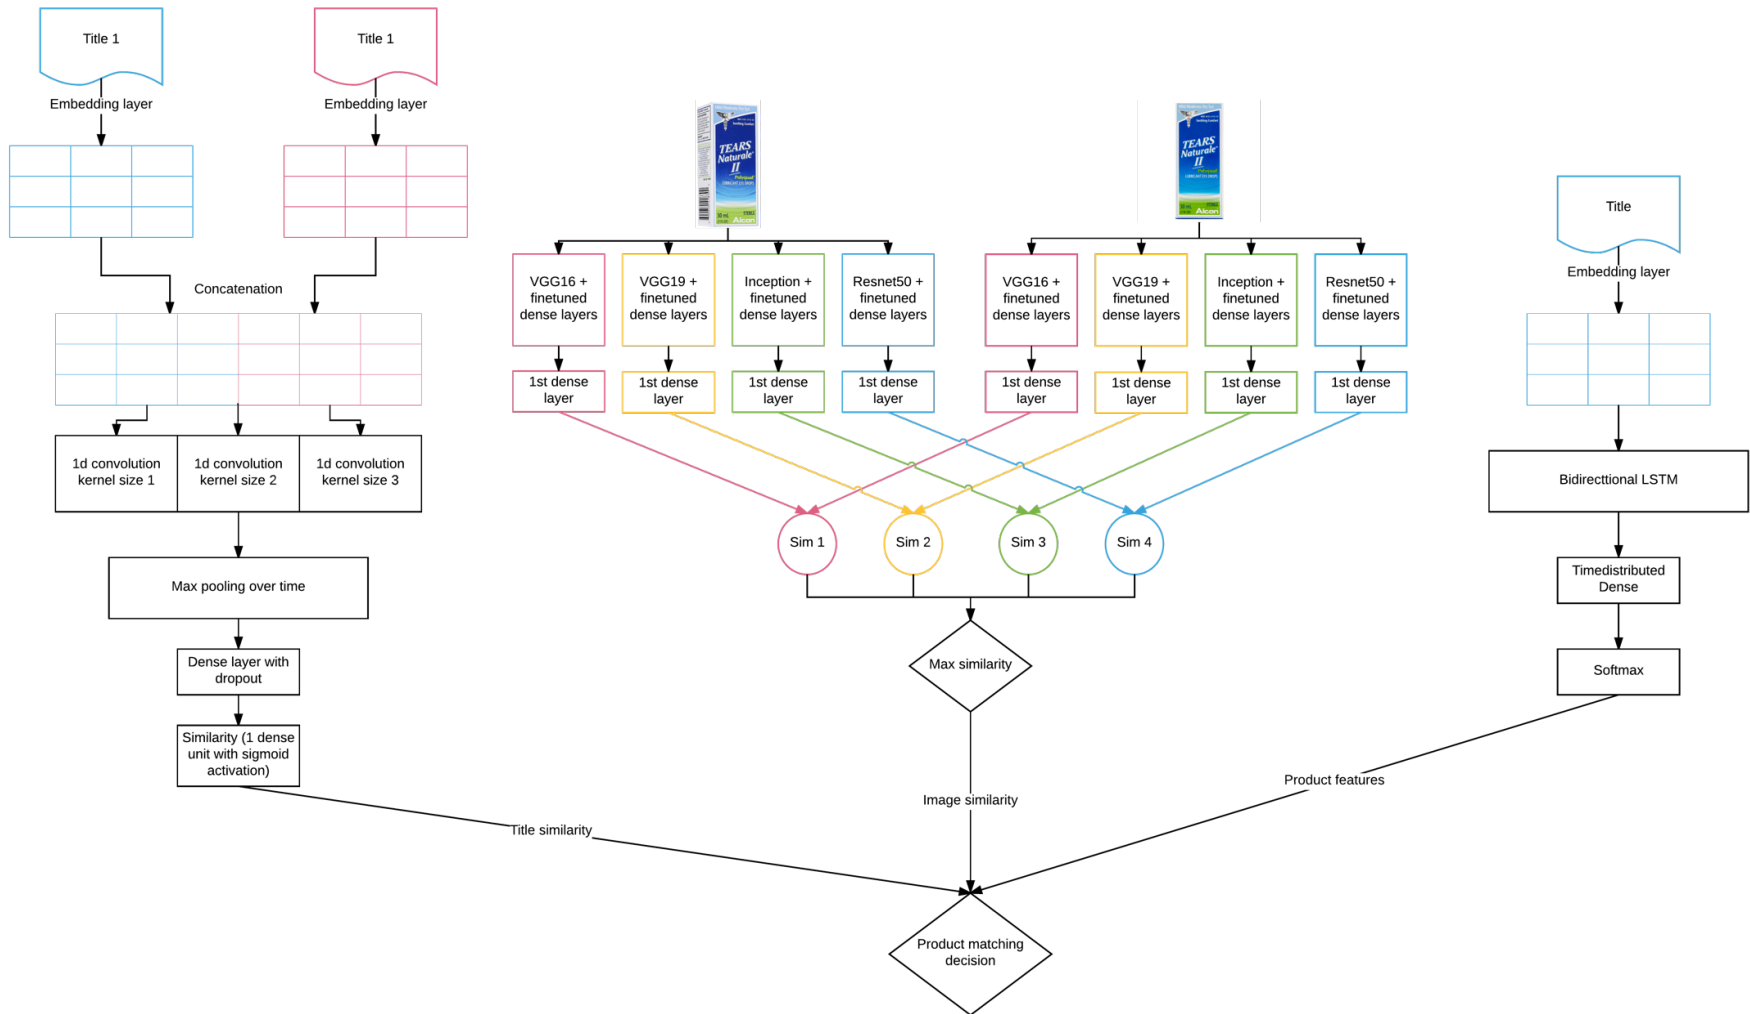 Title 1
Title 1
Embedding layer
Embedding layer
Concatenation
1d convolution
kernel size 1
1d convolution
kernel size 2
1d convolution
kernel size 3
Max pooling over time
Dense layer with
dropout
Similarity (1 dense
unit with sigmoid
activation)
Title similarity
TEARS
Naturale
II
Alcon
TEARS
Naturale
II
Alcon
VGG16 +
finetuned
dense layers
VGG19 +
finetuned
dense layers
Inception +
finetuned
dense layers
Resnet50 +
finetuned
dense layers
VGG16 +
finetuned
dense layers
VGG19 +
finetuned
dense layers
Inception +
finetuned
dense layers
Resnet50 +
finetuned
dense layers
1st dense
layer
1st dense
layer
1st dense
layer
1st dense
layer
1st dense
layer
1st dense
layer
1st dense
layer
1st dense
layer
Sim 1
Sim 2
Sim 3
Sim 4
Max similarity
Image similarity
Title
Embedding layer
Bidirecttional LSTM
Timedistributed
Dense
Softmax
Product features
Product matching
decision